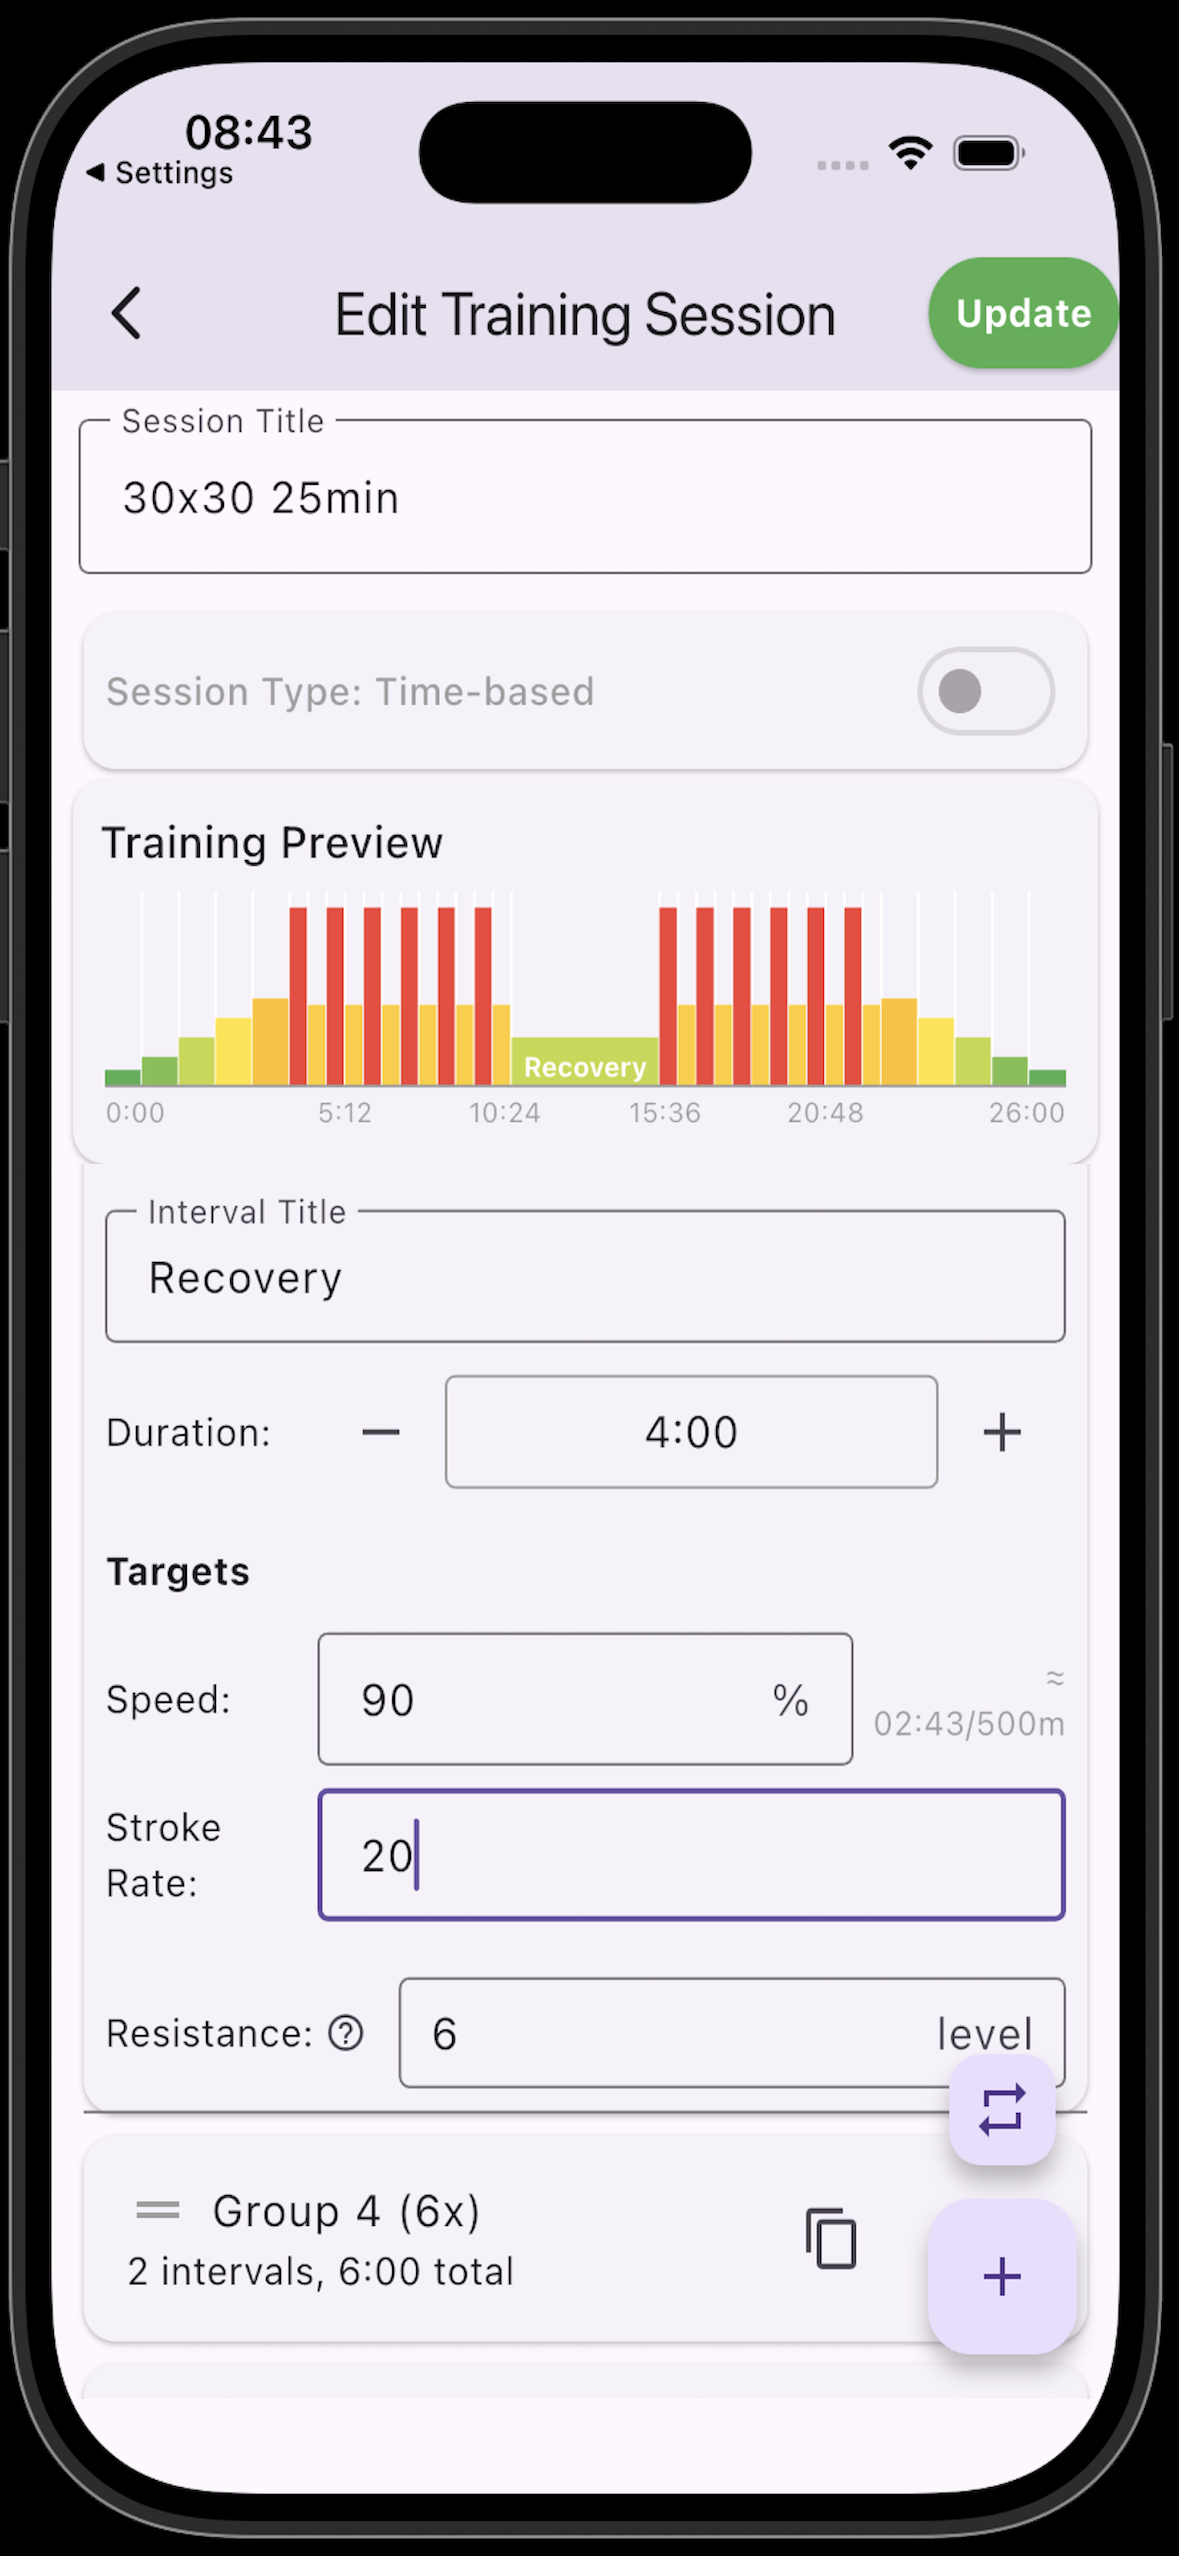 08:43
Settings
Edit Training Session
Update
Session Title
30x30 25min
Session Type: Time-based
Training Preview
Recovery
0:00 5:12 10:24 15:36 20:48 26:00
Interval Title
Recovery
Duration: − 4:00 +
Targets
Speed: 90 % ≈
02:43/500m
Stroke
Rate:
20
Resistance: ? 6 level
Group 4 (6x)
2 intervals, 6:00 total
+